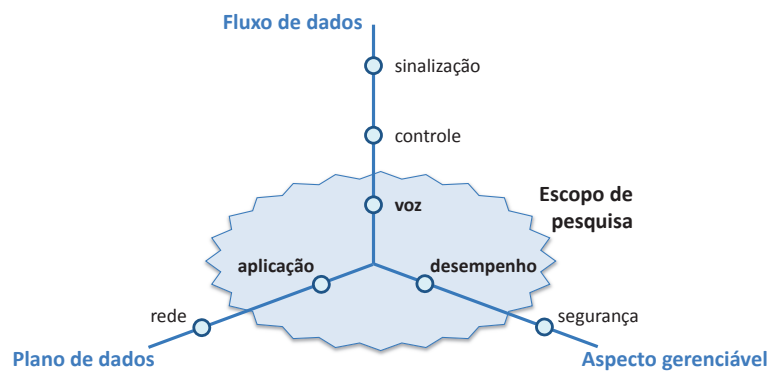 Fluxo de dados
sinalização
controle
voz
Escopo de
pesquisa
aplicação
desempenho
rede
segurança
Plano de dados
Aspecto gerenciável